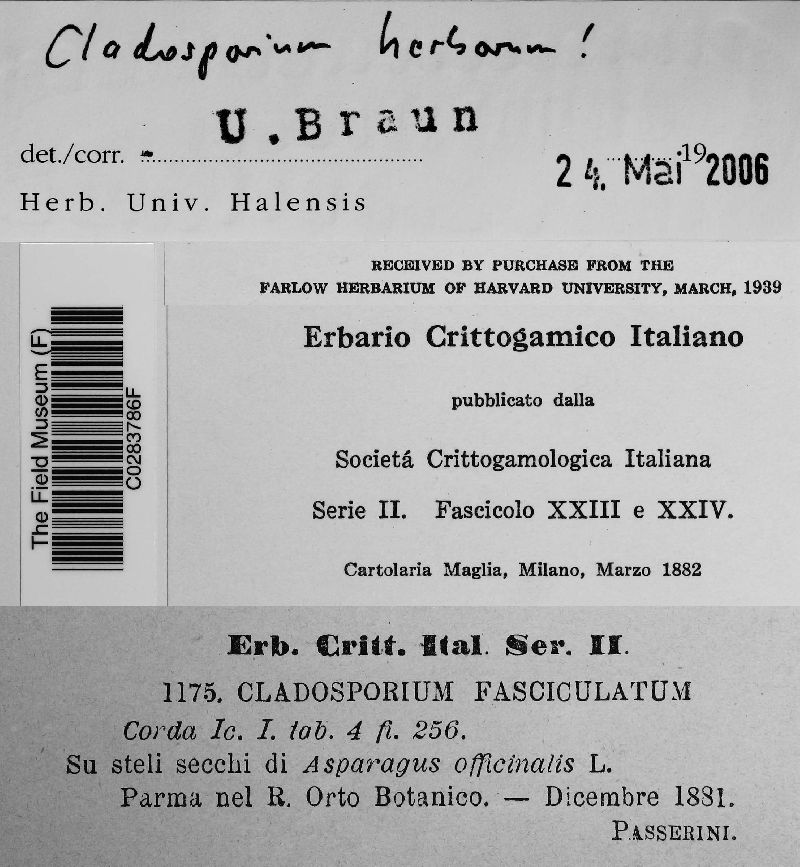 Cladosporium herbarum!
U. Braun
det./corr. ................................................
24. Mai 19 2006
Herb. Univ. Halensis
The Field Museum (F)
C0283786F
RECEIVED BY PURCHASE FROM THE
FARLOW HERBARIUM OF HARVARD UNIVERSITY, MARCH, 1939
Erbario Crittogamico Italiano
pubblicato dalla
Societá Crittogamologica Italiana
Serie II. Fascicolo XXIII e XXIV.
Cartolaria Maglia, Milano, Marzo 1882
Erb. Critt. Ital. Ser. II.
1175. CLADOSPORIUM FASCICULATUM
Corda Ic. I. tab. 4 fi. 256.
Su steli secchi di Asparagus officinalis L.
Parma nel R. Orto Botanico. — Dicembre 1881.
PASSERINI.